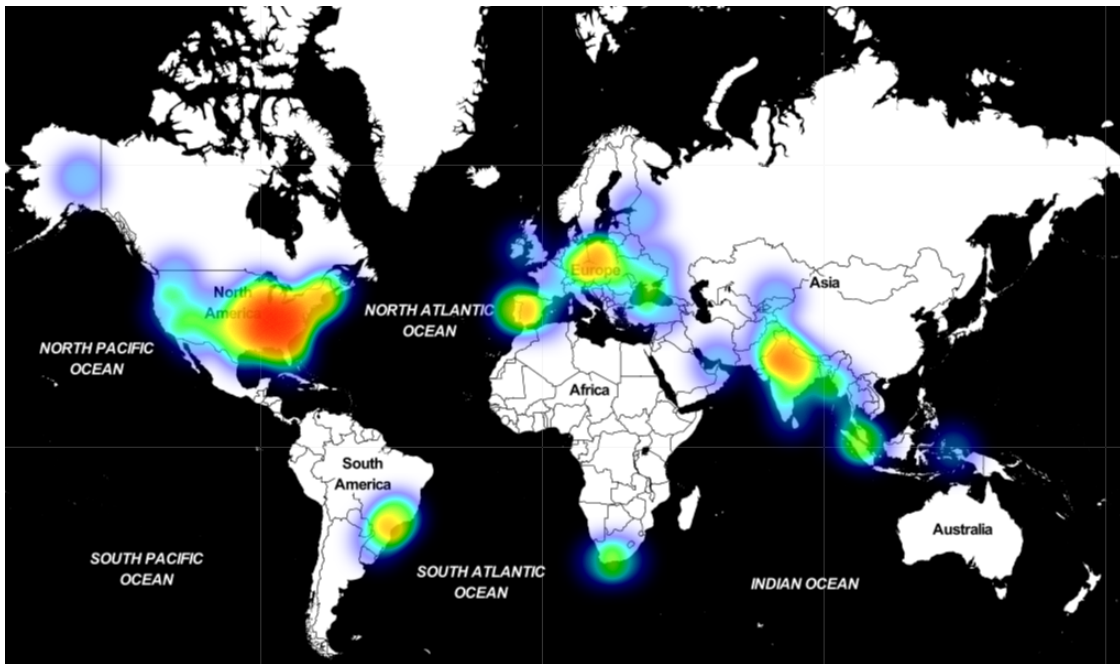 Asia
North
America
Europe
NORTH ATLANTIC
OCEAN
NORTH PACIFIC
OCEAN
Africa
South
America
Australia
SOUTH PACIFIC
OCEAN
SOUTH ATLANTIC
OCEAN
INDIAN OCEAN